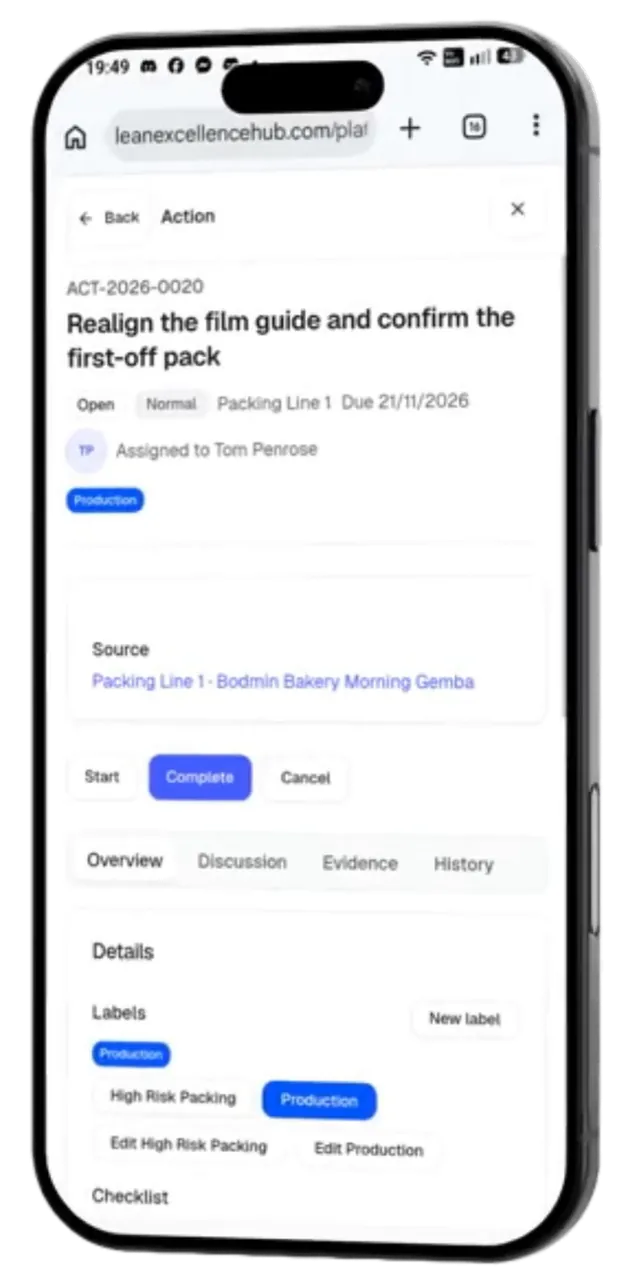 19:49
leanexcellencehub.com/plat
16
← Back Action ×
ACT-2026-0020
Realign the film guide and confirm the
first-off pack
Open Normal Packing Line 1 Due 21/11/2026
TP Assigned to Tom Penrose
Production
Source
Packing Line 1 · Bodmin Bakery Morning Gemba
Start Complete Cancel
Overview Discussion Evidence History
Details
Labels New label
Production
High Risk Packing Production
Edit High Risk Packing Edit Production
Checklist